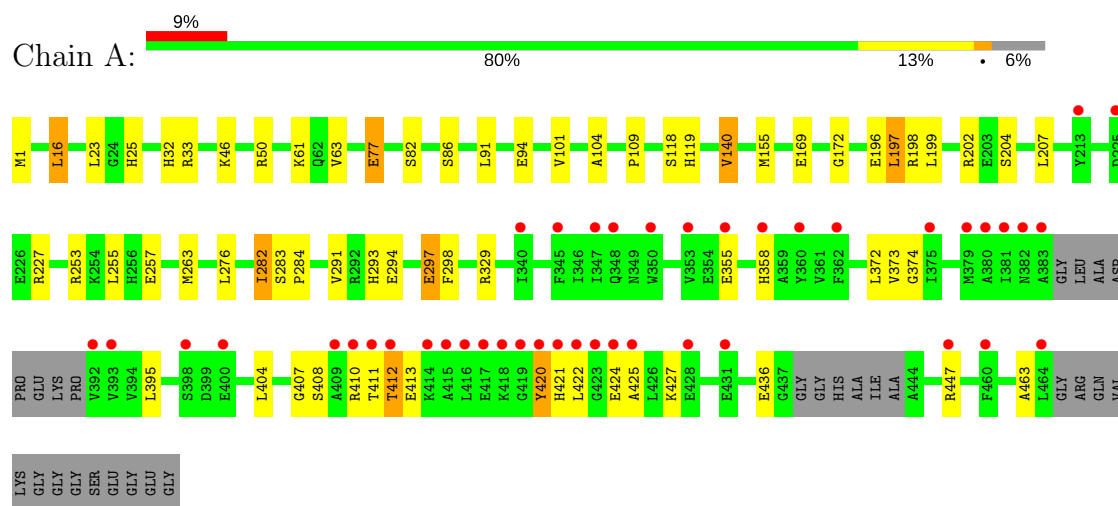 9%
Chain A:
80% 13% • 6%
M1 L16 L23 G24 H25 H32 R33 K46 R50 K61 Q62 V63 E77 S82 S86 L91 E94 V101 A104 P109 S118 H119 V140 M155 E169 G172 E196 L197 R198 L199 R202 E203 S204 L207 Y213 D225
E226 R227 R253 K254 L255 H256 E257 M263 L276 I282 S283 P284 V291 R292 H293 E294 E297 F298 R329 I340 F345 I346 I347 Q348 N349 W350 V353 E354 E355 H358 A359 Y360 V361 F362 L372 V373 G374 I375 M379 A380 I381 N382 A383 GLY LEU ALA ASP
PRO GLU LYS PRO V392 V393 V394 L395 S398 D399 E400 L404 G407 S408 A409 R410 T411 T412 E413 K414 A415 L416 E417 K418 G419 Y420 H421 L422 G423 E424 A425 L426 K427 E428 E431 E436 G437 GLY GLY HIS ALA ILE ALA A444 R447 F460 A463 L464 GLY ARG GLN VAL
LYS GLY GLY GLY SER GLU GLY GLU GLY